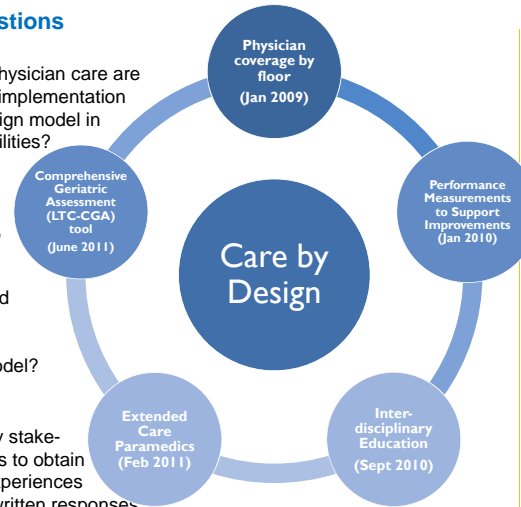 stions
hysician care are
implementation
ign model in
ilities?
d
odel?
y stake-
s to obtain
periences
written responses
Physician
coverage by
floor
(Jan 2009)
Performance
Measurements
to Support
Improvements
(Jan 2010)
Inter-
disciplinary
Education
(Sept 2010)
Extended
Care
Paramedics
(Feb 2011)
Comprehensive
Geriatric
Assessment
(LTC-CGA)
tool
(June 2011)
Care by
Design